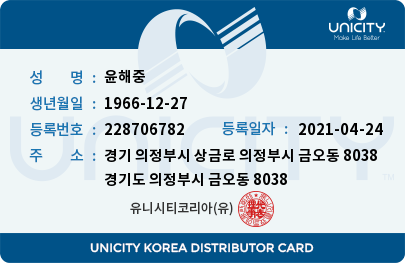 UNICITY
Make Life Better
성 명 : 윤해중
생년월일 : 1966-12-27
등록번호 : 228706782 등록일자 : 2021-04-24
주 소 : 경기 의정부시 상금로 의정부시 금오동 8038
경기도 의정부시 금오동 8038
UNICITY
유니시티코리아(유)
UNICITY KOREA DISTRIBUTOR CARD